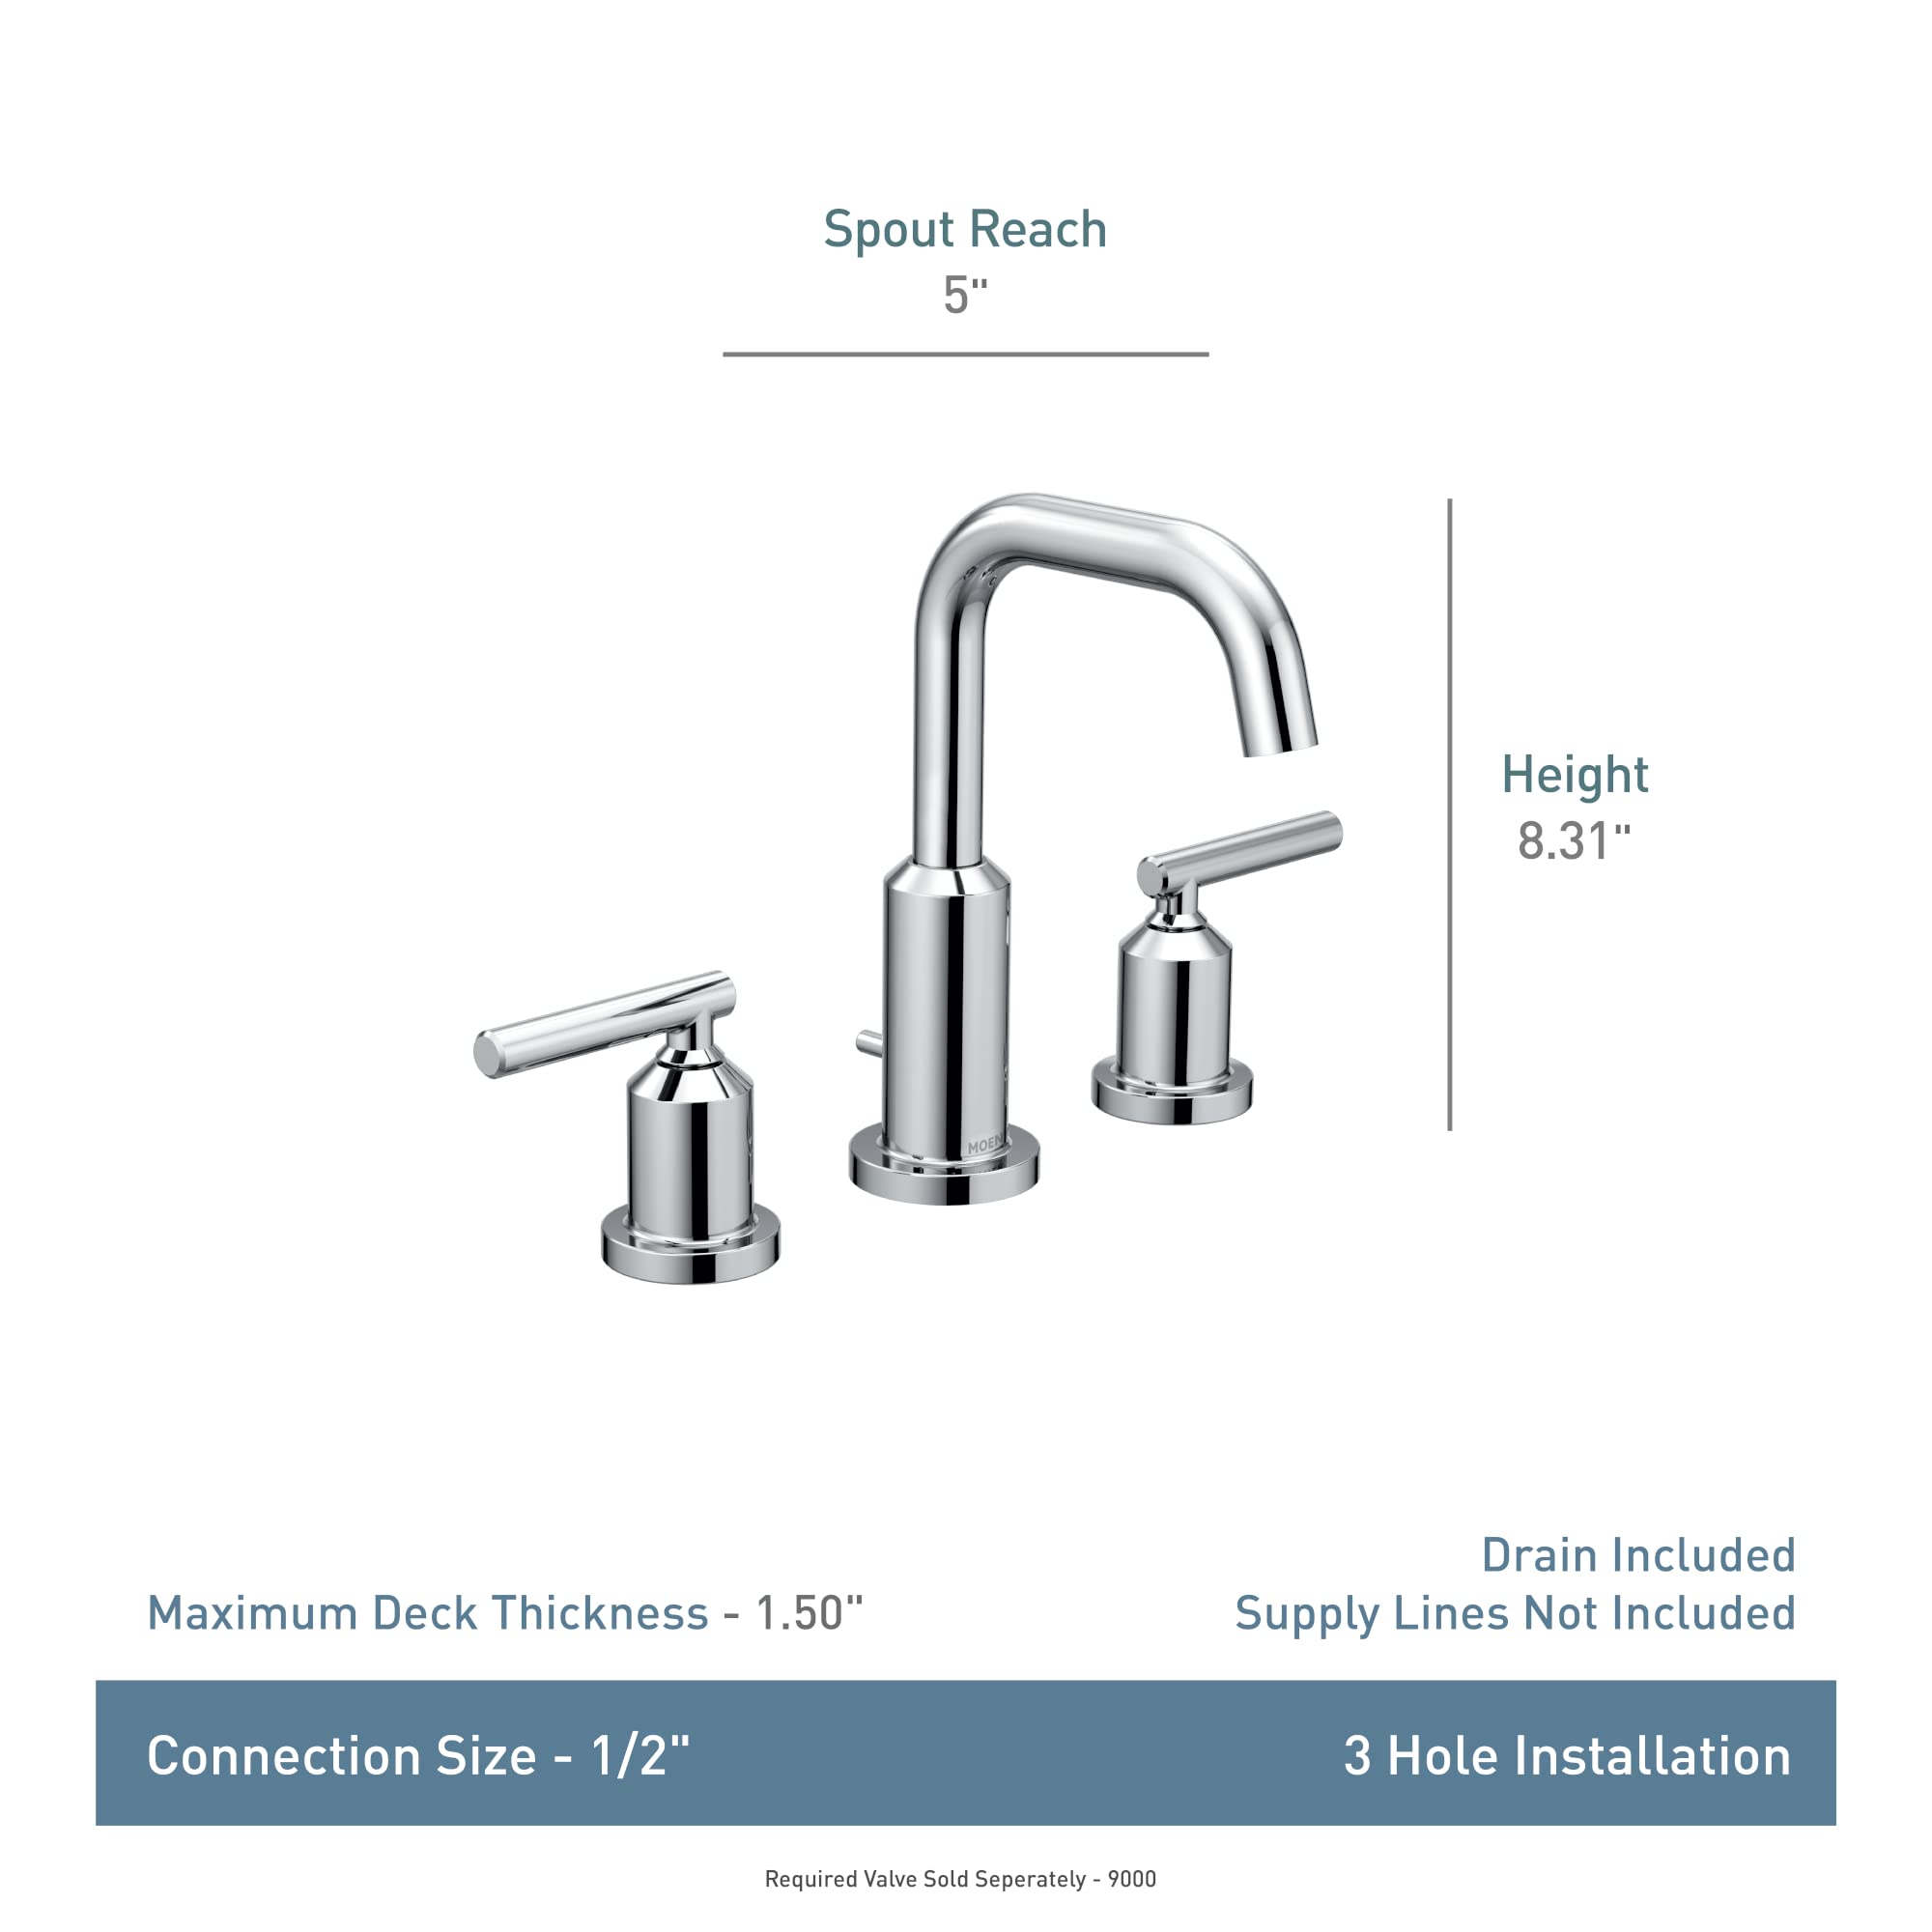 Spout Reach
5"
Height
8.31"
MOEN
Drain Included
Maximum Deck Thickness - 1.50"
Supply Lines Not Included
Connection Size - 1/2"
3 Hole Installation
Required Valve Sold Seperately - 9000